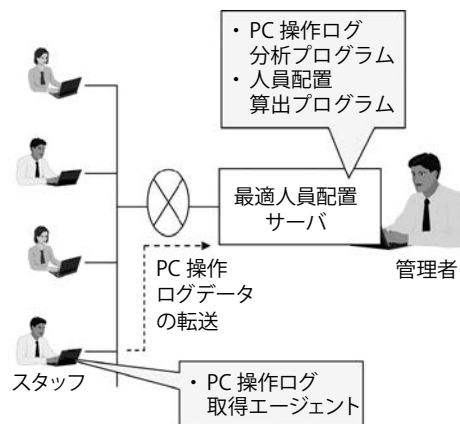 ・ PC 操作ログ
分析プログラム
・ 人員配置
算出プログラム
最適人員配置
サーバ
管理者
PC 操作
ログデータ
の転送
スタッフ
・ PC 操作ログ
取得エージェント